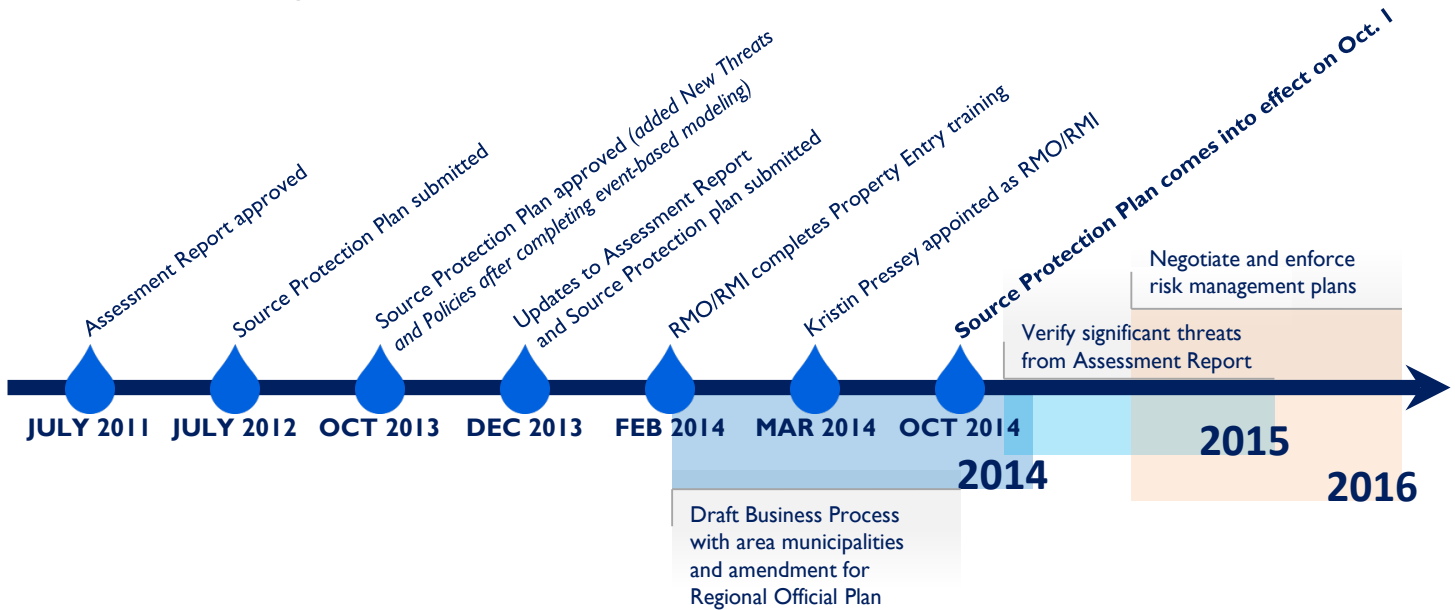 Assessment Report approved
Source Protection Plan submitted
Source Protection Plan approved (added New Threats
and Policies after completing event-based modeling)
Updates to Assessment Report
and Source Protection plan submitted
RMO/RMI completes Property Entry training
Kristin Pressey appointed as RMO/RMI
Source Protection Plan comes into effect on Oct. 1
Negotiate and enforce
risk management plans
Verify significant threats
from Assessment Report
JULY 2011
JULY 2012
OCT 2013
DEC 2013
FEB 2014
MAR 2014
OCT 2014
2014
2015
2016
Draft Business Process
with area municipalities
and amendment for
Regional Official Plan